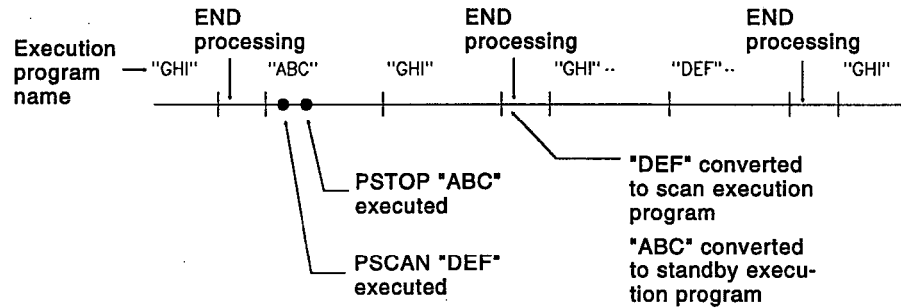 END
processing
END
processing
END
processing
Execution
program
name
"GHI"
"ABC"
"GHI"
"GHI" --
"DEF" --
"GHI"
PSTOP "ABC"
executed
PSCAN "DEF"
executed
"DEF" converted
to scan execution
program
"ABC" converted
to standby execu-
tion program